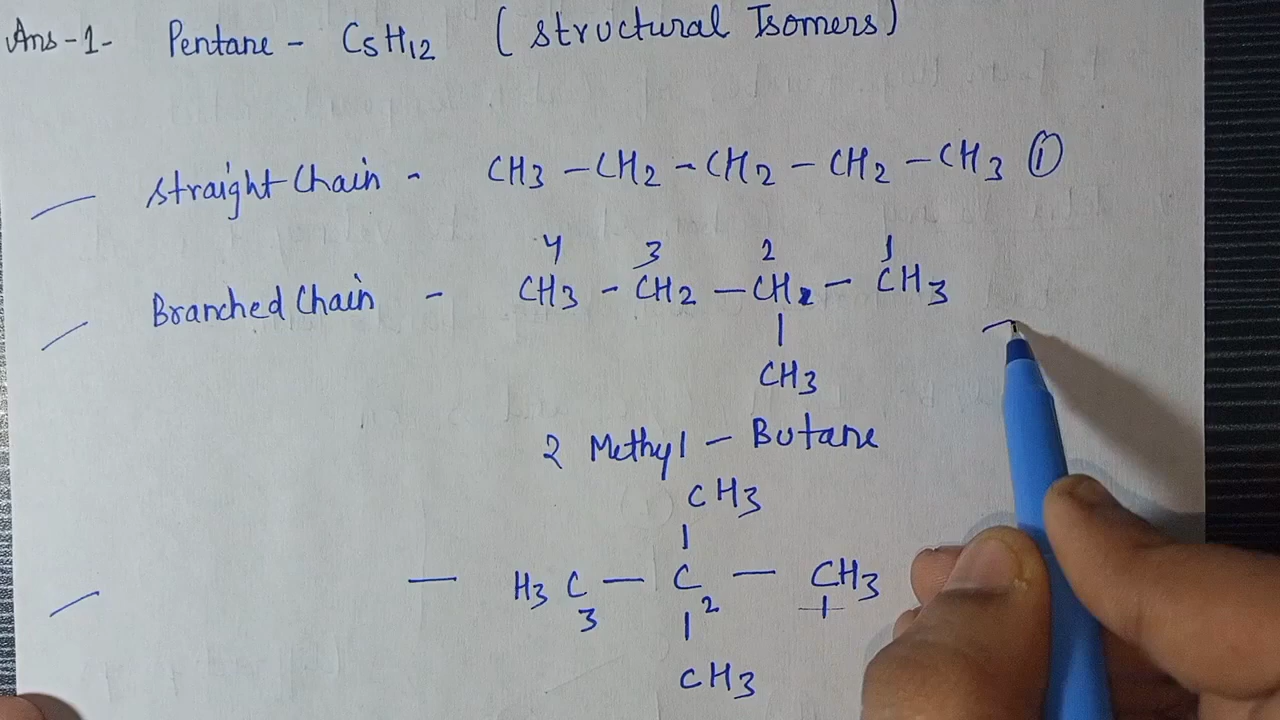 Ans-1- Pentane - C5H12 (Structural Isomers)
Straight Chain - CH3 - CH2 - CH2 - CH2 - CH3 ①
4 3 2 1
Branched Chain - CH3 - CH2 - CH2 - CH3
|
CH3
2 Methyl - Butane
CH3
|
- H3C - C - CH3
3 2 1
|
CH3